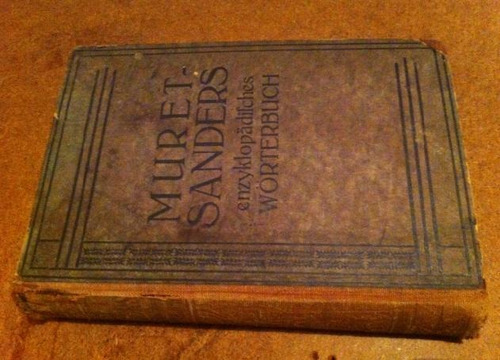 MURET-
SANDERS
enzyklopädisches
WÖRTERBUCH